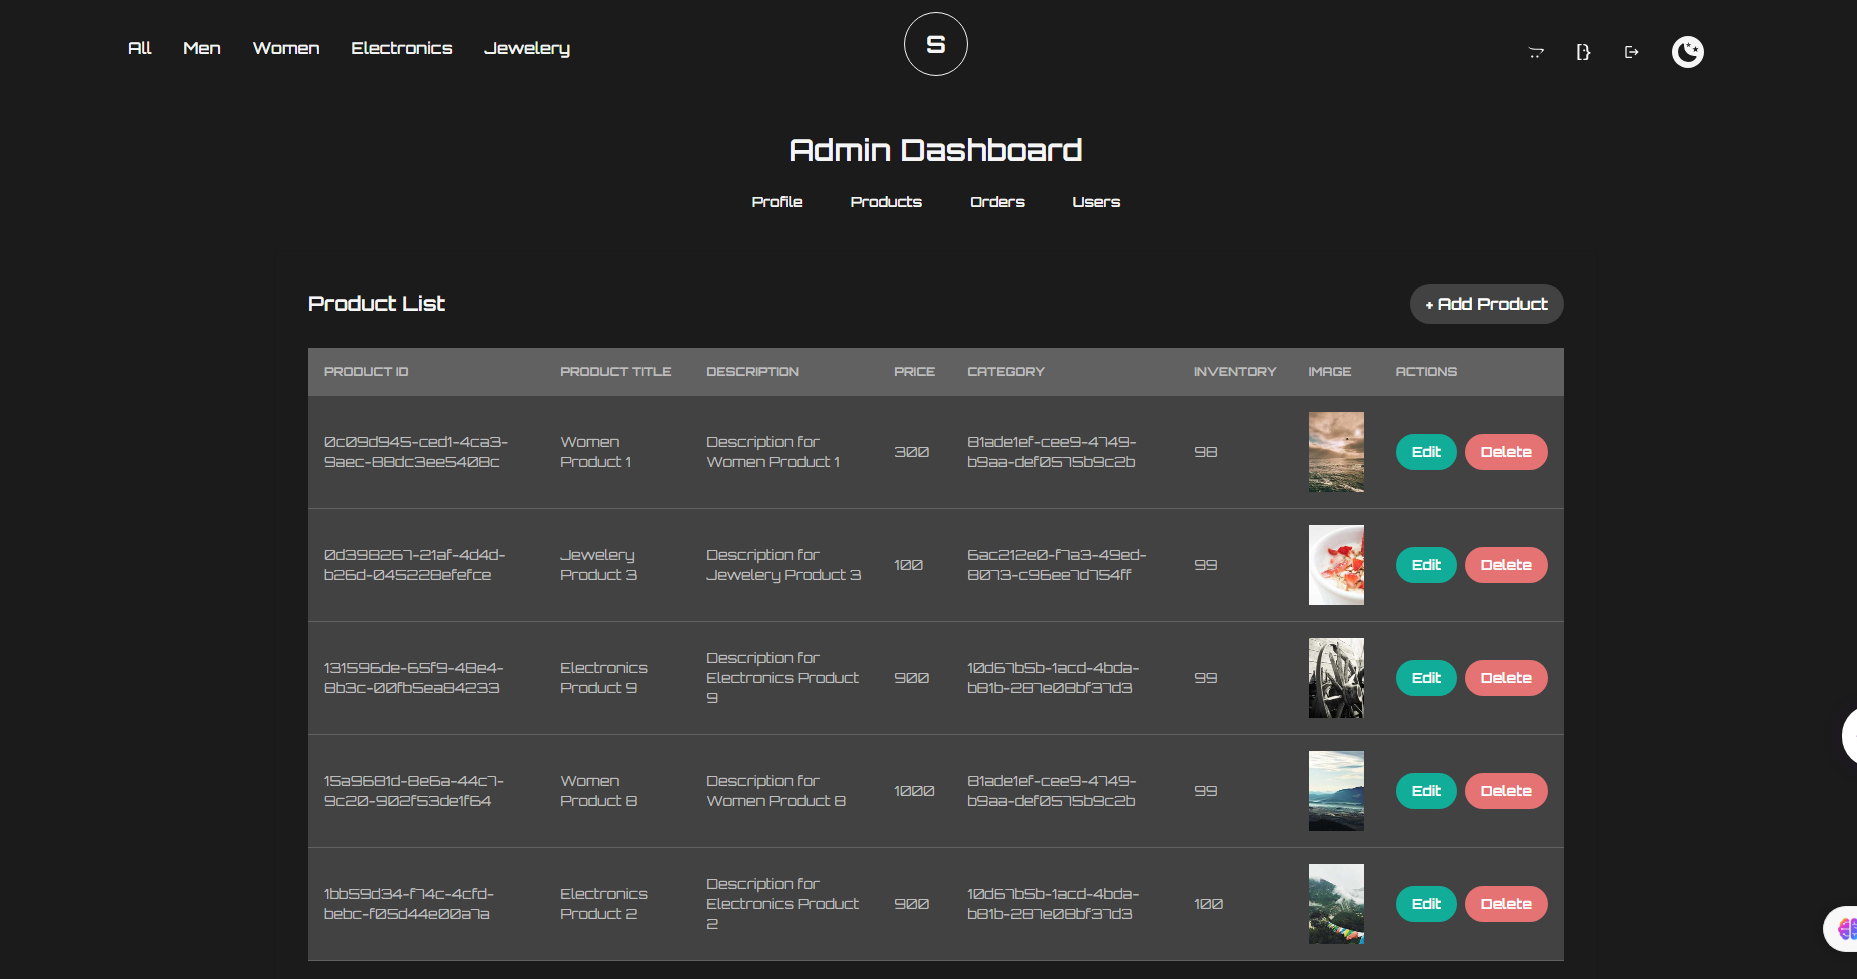 All Men Women Electronics Jewelery
S
Admin Dashboard
Profile Products Orders Users
Product List
+ Add Product
PRODUCT ID PRODUCT TITLE DESCRIPTION PRICE CATEGORY INVENTORY IMAGE ACTIONS
0c09d945-ced1-4ca3-
9aec-88dc3ee5408c
Women
Product 1
Description for
Women Product 1
300
81ade1ef-cee9-4749-
b9aa-def0575b9c2b
98
Edit Delete
0d398267-21af-4d4d-
b26d-045228efefce
Jewelery
Product 3
Description for
Jewelery Product 3
100
6ac212e0-f7a3-49ed-
8073-c96ee7d754ff
99
Edit Delete
131596de-65f9-48e4-
8b3c-00fb5ea84233
Electronics
Product 9
Description for
Electronics Product
9
900
10d67b5b-1acd-4bda-
b81b-287e08bf37d3
99
Edit Delete
15a9681d-8e6a-44c7-
9c20-902f53de1f64
Women
Product 8
Description for
Women Product 8
1000
81ade1ef-cee9-4749-
b9aa-def0575b9c2b
99
Edit Delete
1bb59d34-f74c-4cfd-
bebc-f05d44e00a7a
Electronics
Product 2
Description for
Electronics Product
2
900
10d67b5b-1acd-4bda-
b81b-287e08bf37d3
100
Edit Delete